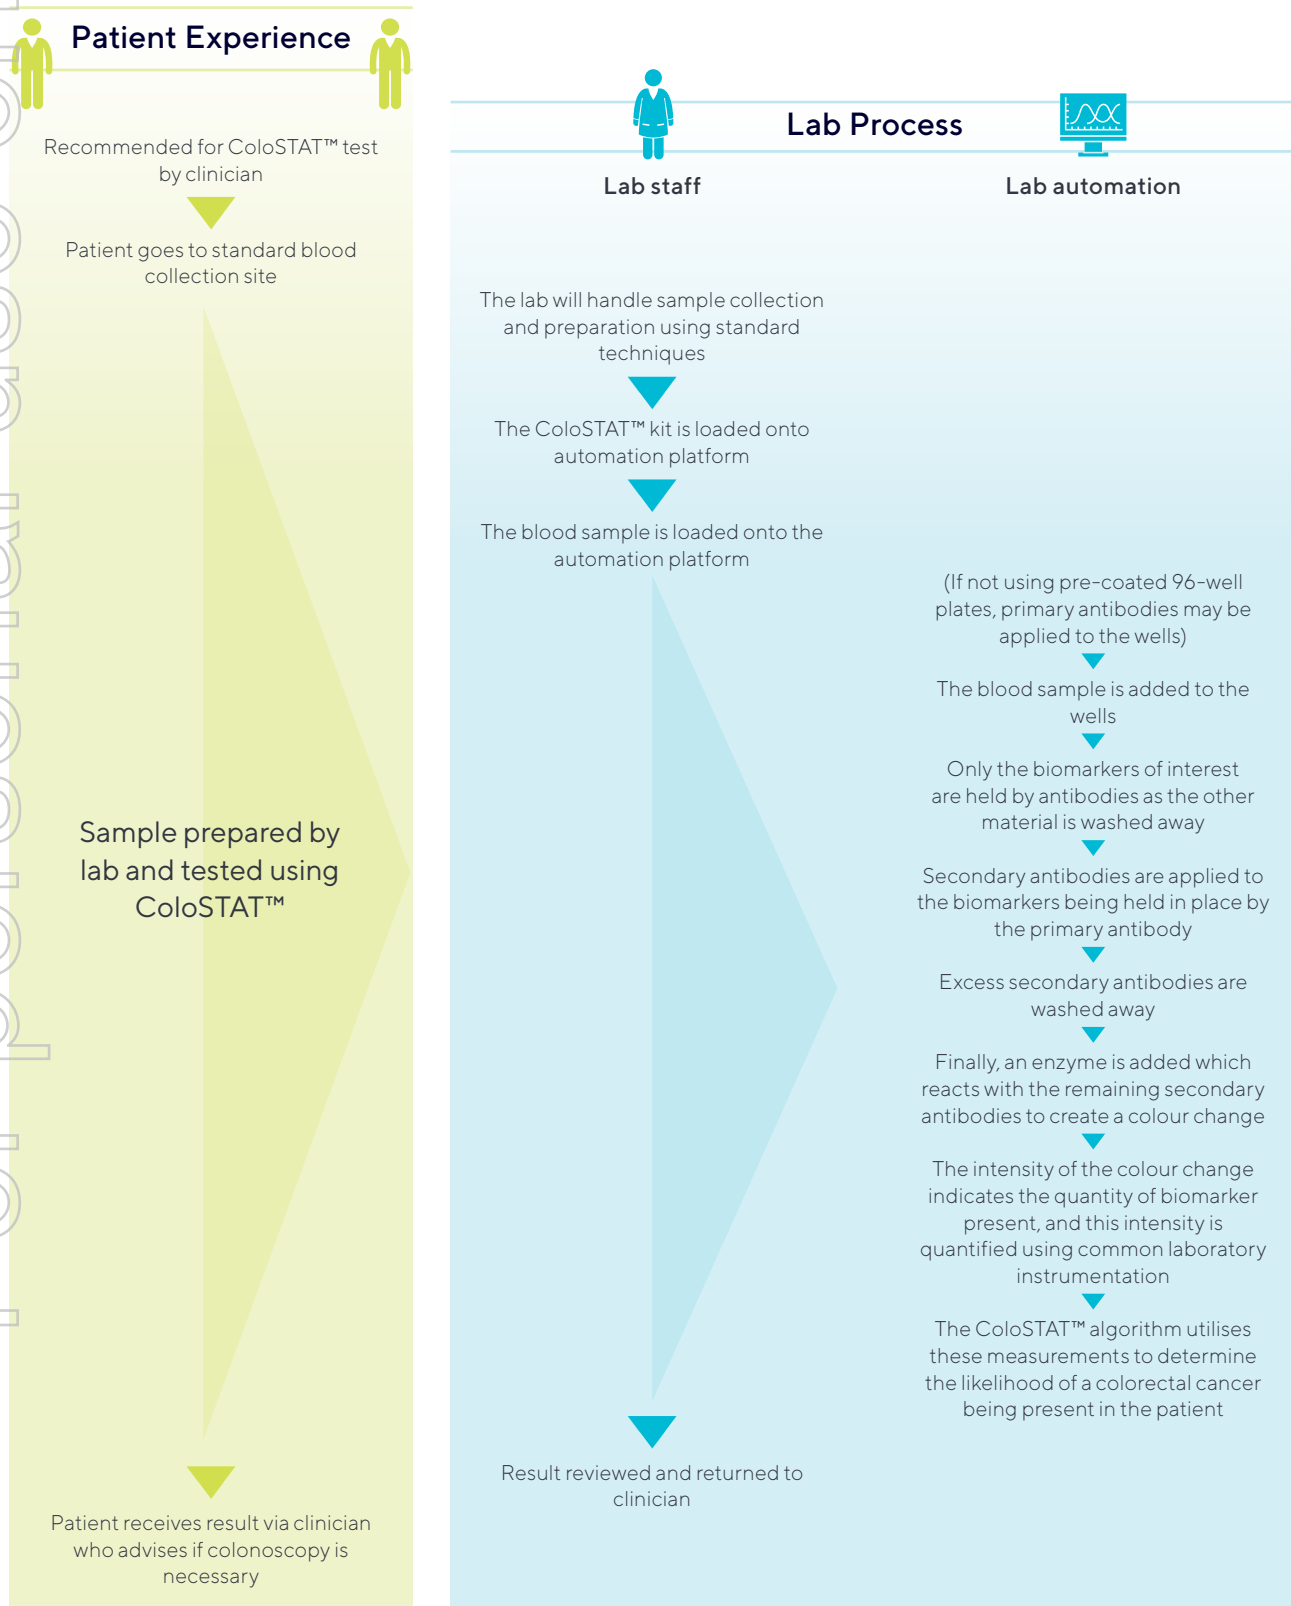 Patient Experience
Recommended for ColoSTAT™ test
by clinician
Patient goes to standard blood
collection site
Sample prepared by
lab and tested using
ColoSTAT™
Patient receives result via clinician
who advises if colonoscopy is
necessary
Lab Process
Lab staff
The lab will handle sample collection
and preparation using standard
techniques
The ColoSTAT™ kit is loaded onto
automation platform
The blood sample is loaded onto the
automation platform
Result reviewed and returned to
clinician
Lab automation
(If not using pre-coated 96-well
plates, primary antibodies may be
applied to the wells)
The blood sample is added to the
wells
Only the biomarkers of interest
are held by antibodies as the other
material is washed away
Secondary antibodies are applied to
the biomarkers being held in place by
the primary antibody
Excess secondary antibodies are
washed away
Finally, an enzyme is added which
reacts with the remaining secondary
antibodies to create a colour change
The intensity of the colour change
indicates the quantity of biomarker
present, and this intensity is
quantified using common laboratory
instrumentation
The ColoSTAT™ algorithm utilises
these measurements to determine
the likelihood of a colorectal cancer
being present in the patient